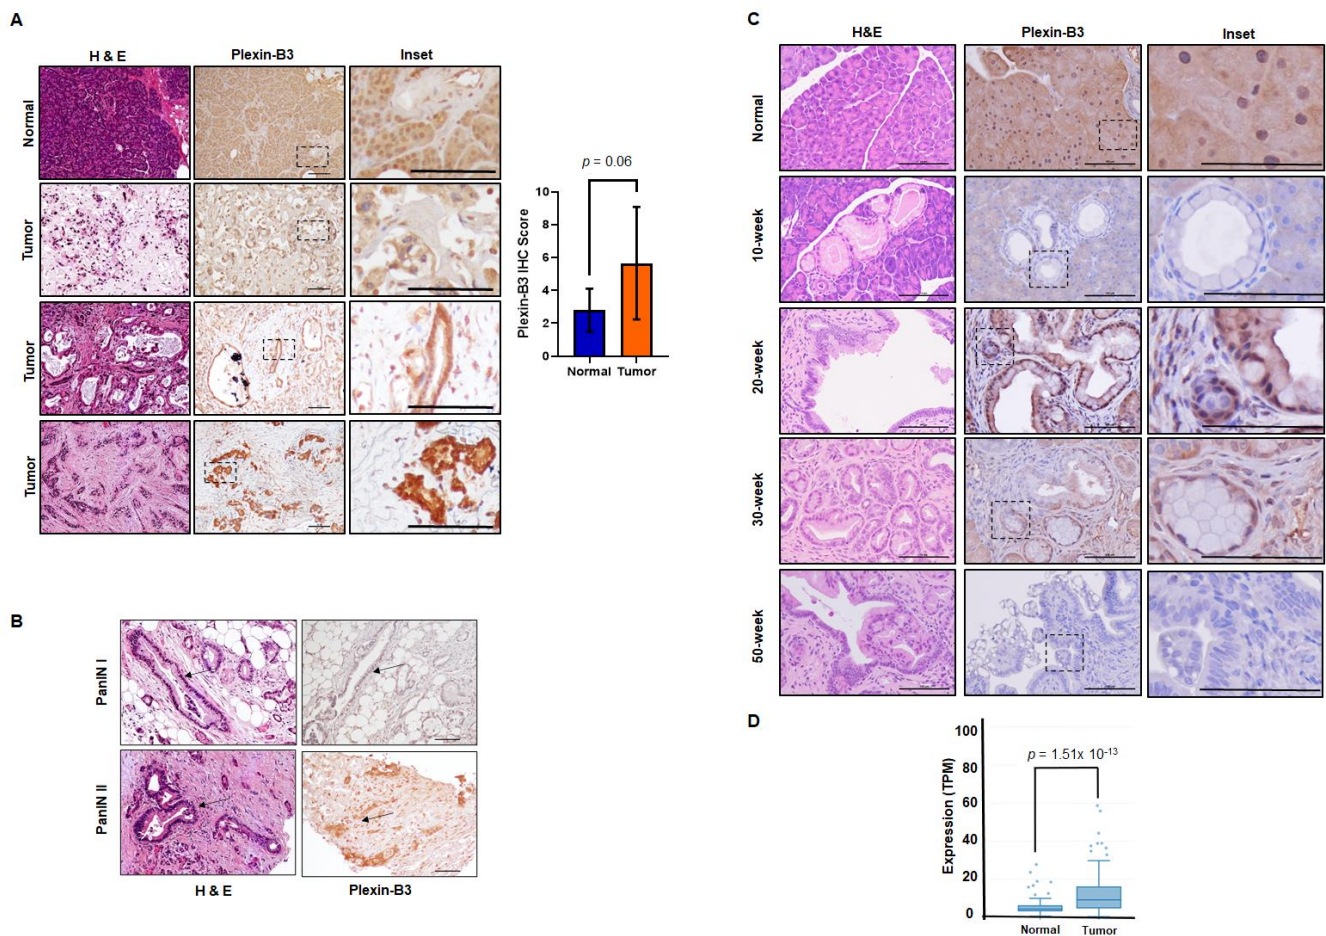 A
H & E Plexin-B3 Inset
Normal
Tumor
Tumor
Tumor
p = 0.06
Plexin-B3 IHC Score
10
8
6
4
2
0
Normal Tumor
B
PanIN I
PanIN II
H & E Plexin-B3
C
H&E Plexin-B3 Inset
Normal
10-week
20-week
30-week
50-week
D
p = 1.51x 10-13
Expression (TPM)
100
80
60
40
20
0
Normal Tumor